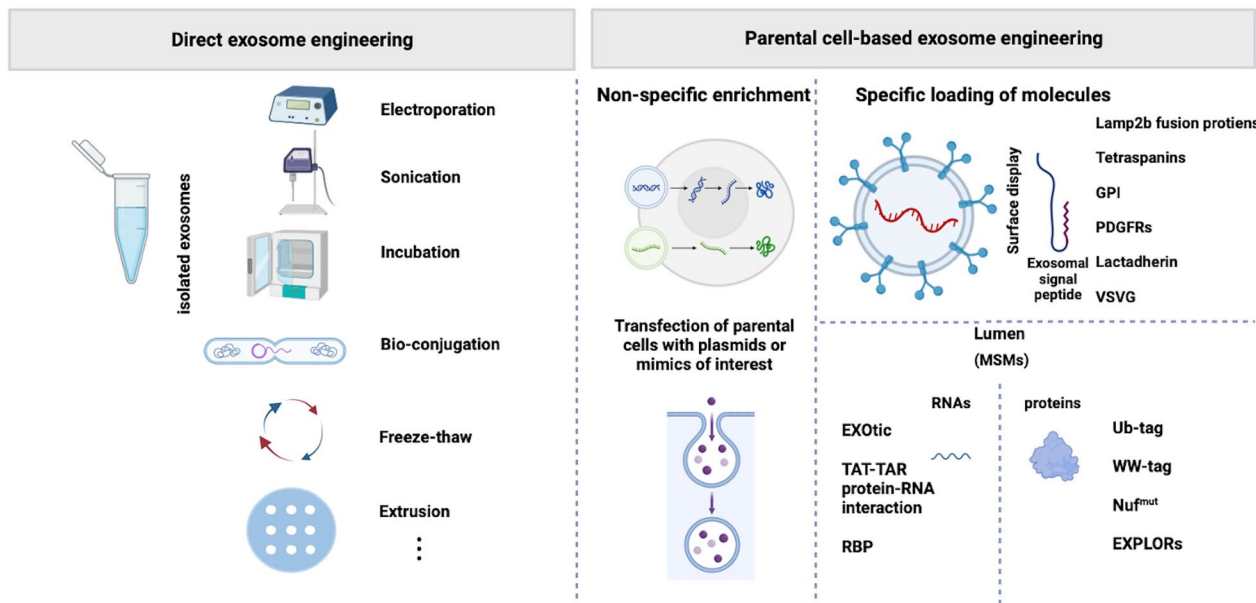 Direct exosome engineering
Parental cell-based exosome engineering
isolated exosomes
Electroporation
Sonication
Incubation
Bio-conjugation
Freeze-thaw
Extrusion
Non-specific enrichment
Transfection of parental
cells with plasmids or
mimics of interest
Specific loading of molecules
Surface display
Exosomal
signal
peptide
Lamp2b fusion protiens
Tetraspanins
GPI
PDGFRs
Lactadherin
VSVG
Lumen
(MSMs)
RNAs
EXOtic
TAT-TAR
protein-RNA
interaction
RBP
proteins
Ub-tag
WW-tag
Nuf^mut
EXPLORs